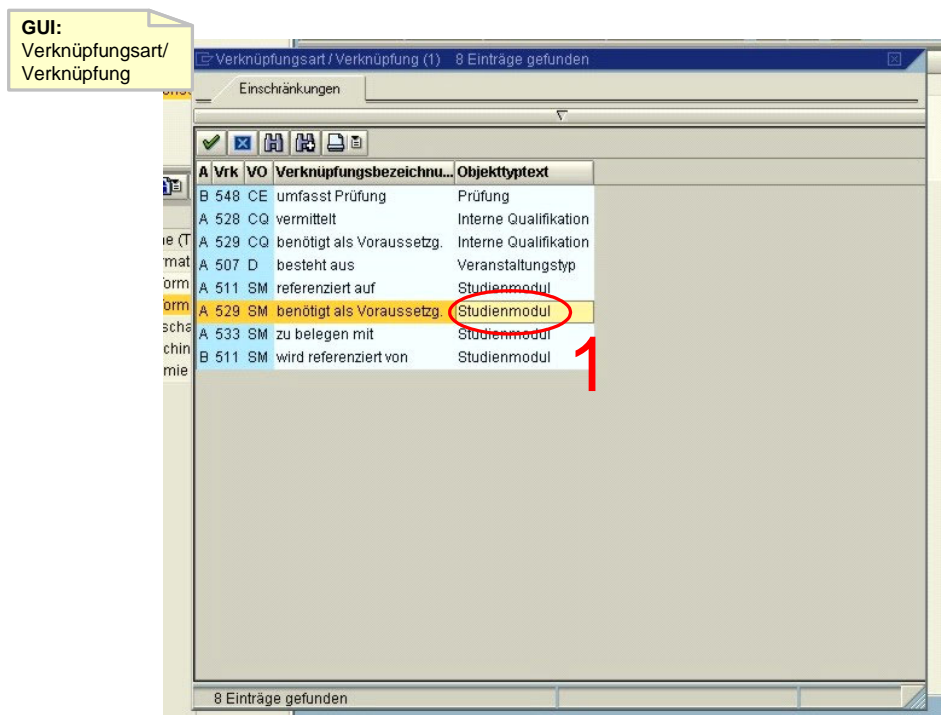 GUI:
Verknüpfungsart/
Verknüpfung
Verknüpfungsart / Verknüpfung (1) 8 Einträge gefunden
Einschränkungen
A Vrk VO Verknüpfungsbezeichnu... Objekttyptext
B 548 CE umfasst Prüfung Prüfung
A 528 CQ vermittelt Interne Qualifikation
A 529 CQ benötigt als Voraussetzg. Interne Qualifikation
A 507 D besteht aus Veranstaltungstyp
A 511 SM referenziert auf Studienmodul
A 529 SM benötigt als Voraussetzg. Studienmodul
A 533 SM zu belegen mit Studienmodul
B 511 SM wird referenziert von Studienmodul
1
8 Einträge gefunden